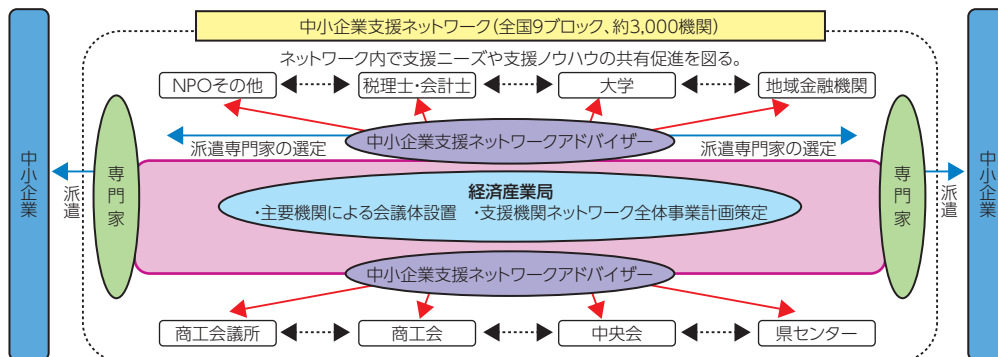 中小企業支援ネットワーク（全国9ブロック、約3,000機関）
ネットワーク内で支援ニーズや支援ノウハウの共有促進を図る。
NPOその他
税理士・会計士
大学
地域金融機関
中小企業支援ネットワークアドバイザー
派遣専門家の選定
派遣専門家の選定
中小企業
派遣
専門家
経済産業局
・主要機関による会議体設置　・支援機関ネットワーク全体事業計画策定
専門家
派遣
中小企業
中小企業支援ネットワークアドバイザー
商工会議所
商工会
中央会
県センター